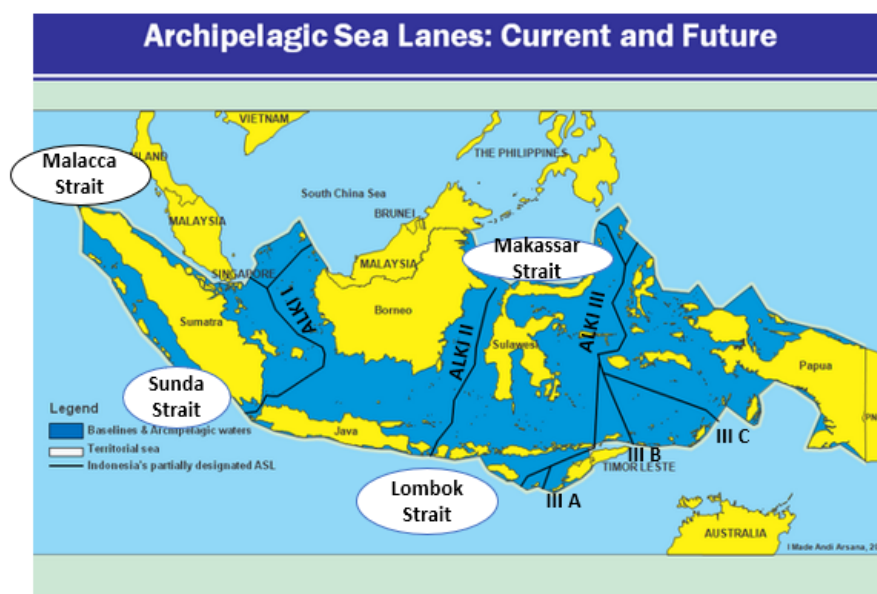 Archipelagic Sea Lanes: Current and Future
VIETNAM
Malacca
Strait
THE PHILIPPINES
South China Sea
BRUNEI
MALAYSIA
MALAYSIA
Makassar
Strait
SINGAPORE
ALKI I
Borneo
ALKI II
ALKI III
Sumatra
Sulawesi
Papua
Sunda
Strait
Legend
Baselines & Archipelagic waters
Territorial sea
Indonesia's partially designated ASL
Java
III C
III B
TIMOR LESTE
III A
Lombok
Strait
AUSTRALIA
I Made Andi Arsana, 20